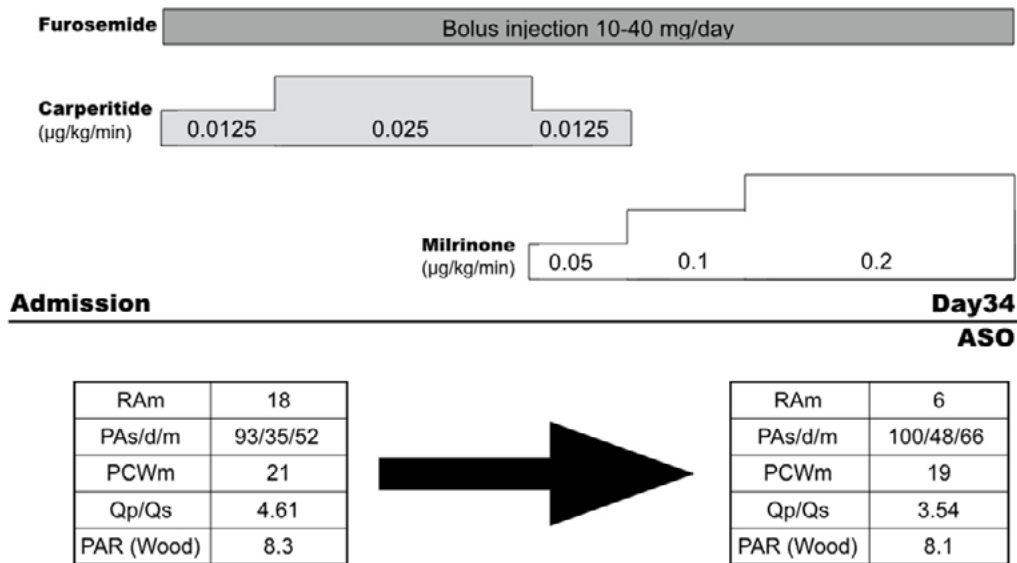 Furosemide Bolus injection 10-40 mg/day
Carperitide
(μg/kg/min) 0.0125 0.025 0.0125
Milrinone
(μg/kg/min) 0.05 0.1 0.2
Admission Day34
ASO
RAm 18
PAs/d/m 93/35/52
PCWm 21
Qp/Qs 4.61
PAR (Wood) 8.3
RAm 6
PAs/d/m 100/48/66
PCWm 19
Qp/Qs 3.54
PAR (Wood) 8.1